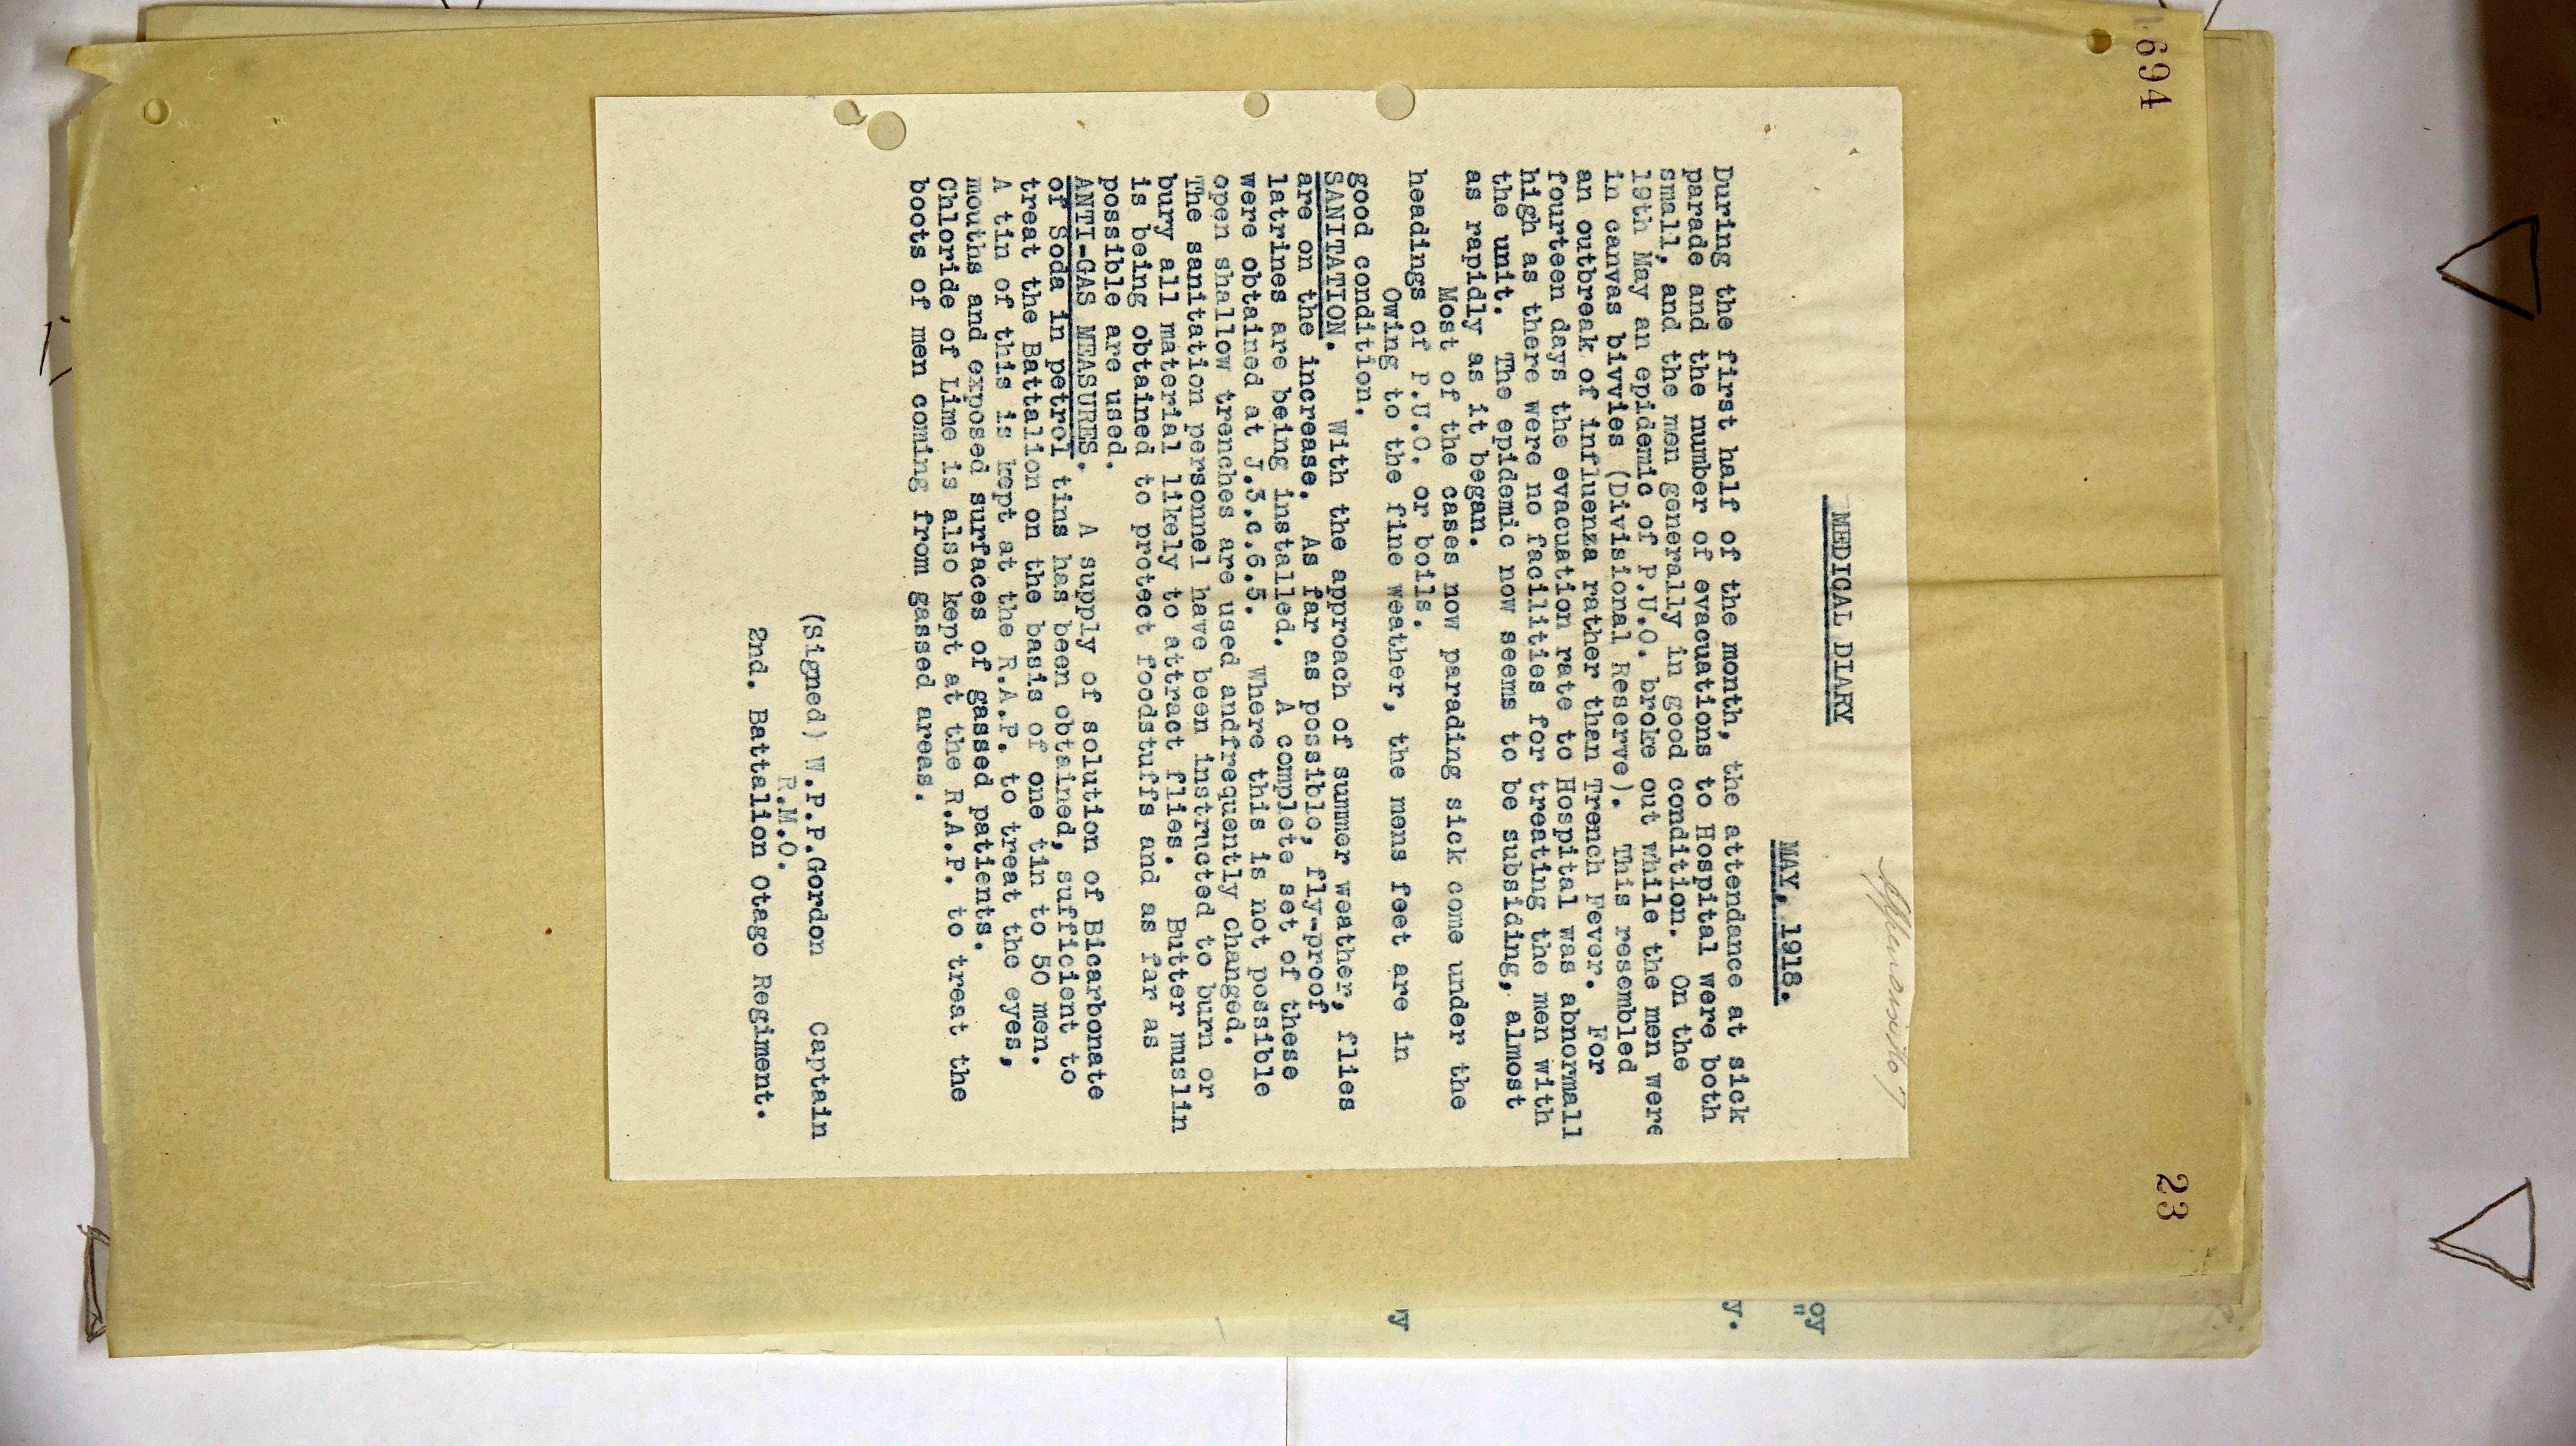 1694
23
MEDICAL DIARY
MAY, 1918.
During the first half of the month, the attendance at sick
parade and the number of evacuations to Hospital were both
small, and the men generally in good condition. On the
19th May an epidemic of P.U.O. broke out while the men were
in canvas bivvies (Divisional Reserve). This resembled
an outbreak of influenza rather than Trench Fever. For
fourteen days the evacuation rate to Hospital was abnormall
high as there were no facilities for treating the men with
the unit. The epidemic now seems to be subsiding, almost
as rapidly as it began.
Most of the cases now parading sick come under the
headings of P.U.O. or boils.
Owing to the fine weather, the mens feet are in
good condition.
SANITATION. With the approach of summer weather, flies
are on the increase. As far as possible, fly-proof
latrines are being installed. A complete set of these
were obtained at J.3.c.6.5. Where this is not possible
open shallow trenches are used andfrequently changed.
The sanitation personnel have been instructed to burn or
bury all material likely to attract flies. Butter muslin
is being obtained to protect foodstuffs and as far as
possible are used.
ANTI-GAS MEASURES. A supply of solution of Bicarbonate
of Soda in petrol tins has been obtained, sufficient to
treat the Battalion on the basis of one tin to 50 men.
A tin of this is kept at the R.A.P. to treat the eyes,
mouths and exposed surfaces of gassed patients.
Chloride of Lime is also kept at the R.A.P. to treat the
boots of men coming from gassed areas.
(Signed) W.P.P.Gordon Captain
R.M.O.
2nd. Battalion Otago Regiment.
oy
"
y.
y